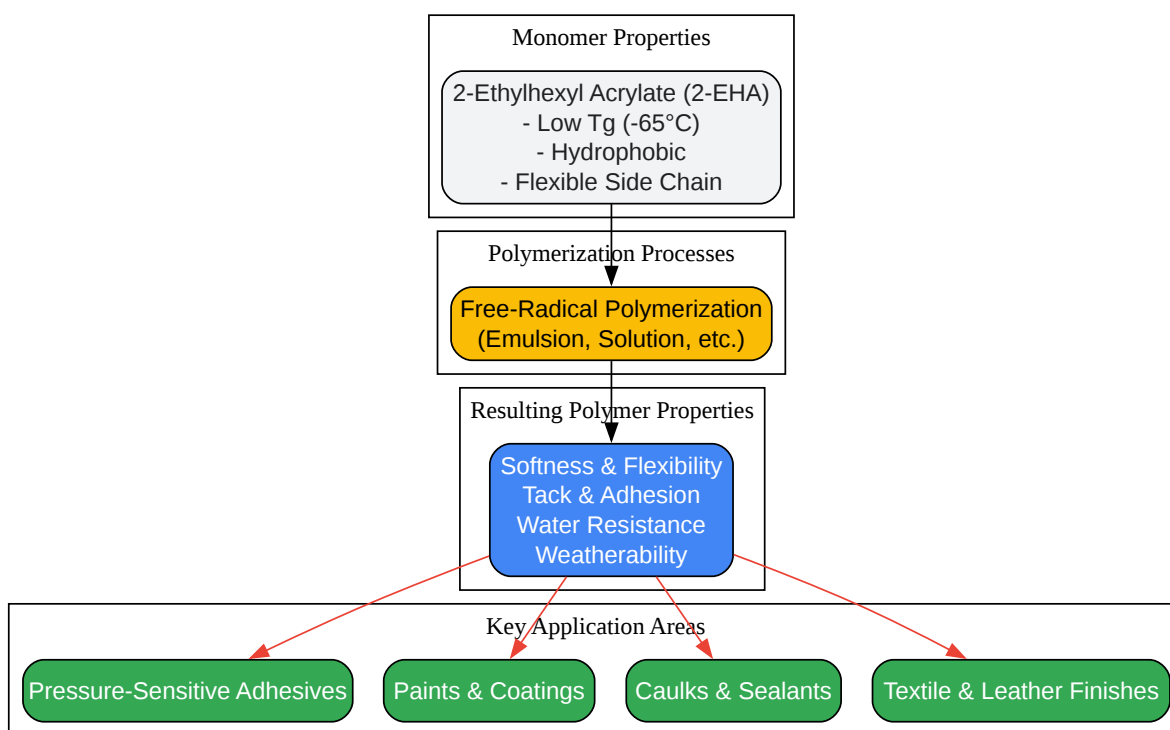 Monomer Properties
2-Ethylhexyl Acrylate (2-EHA)
- Low Tg (-65°C)
- Hydrophobic
- Flexible Side Chain
Polymerization Processes
Free-Radical Polymerization
(Emulsion, Solution, etc.)
Resulting Polymer Properties
Softness & Flexibility
Tack & Adhesion
Water Resistance
Weatherability
Key Application Areas
Pressure-Sensitive Adhesives
Paints & Coatings
Caulks & Sealants
Textile & Leather Finishes